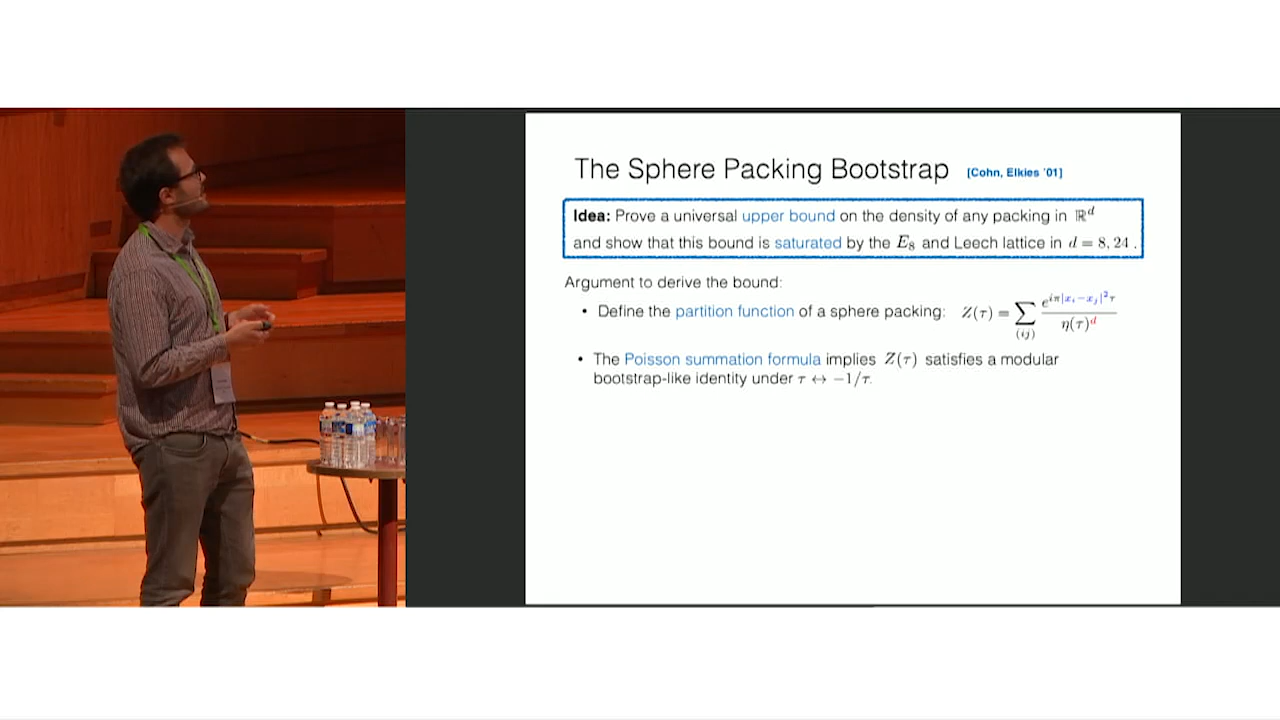 The Sphere Packing Bootstrap [Cohn, Elkies '01]
Idea: Prove a universal upper bound on the density of any packing in ℝ^d
and show that this bound is saturated by the E₈ and Leech lattice in d = 8, 24 .
Argument to derive the bound:
• Define the partition function of a sphere packing: Z(τ) = ∑_{(ij)} e^{iπ|x_i−x_j|²τ} / η(τ)^d
• The Poisson summation formula implies Z(τ) satisfies a modular
bootstrap-like identity under τ ↔ −1/τ.